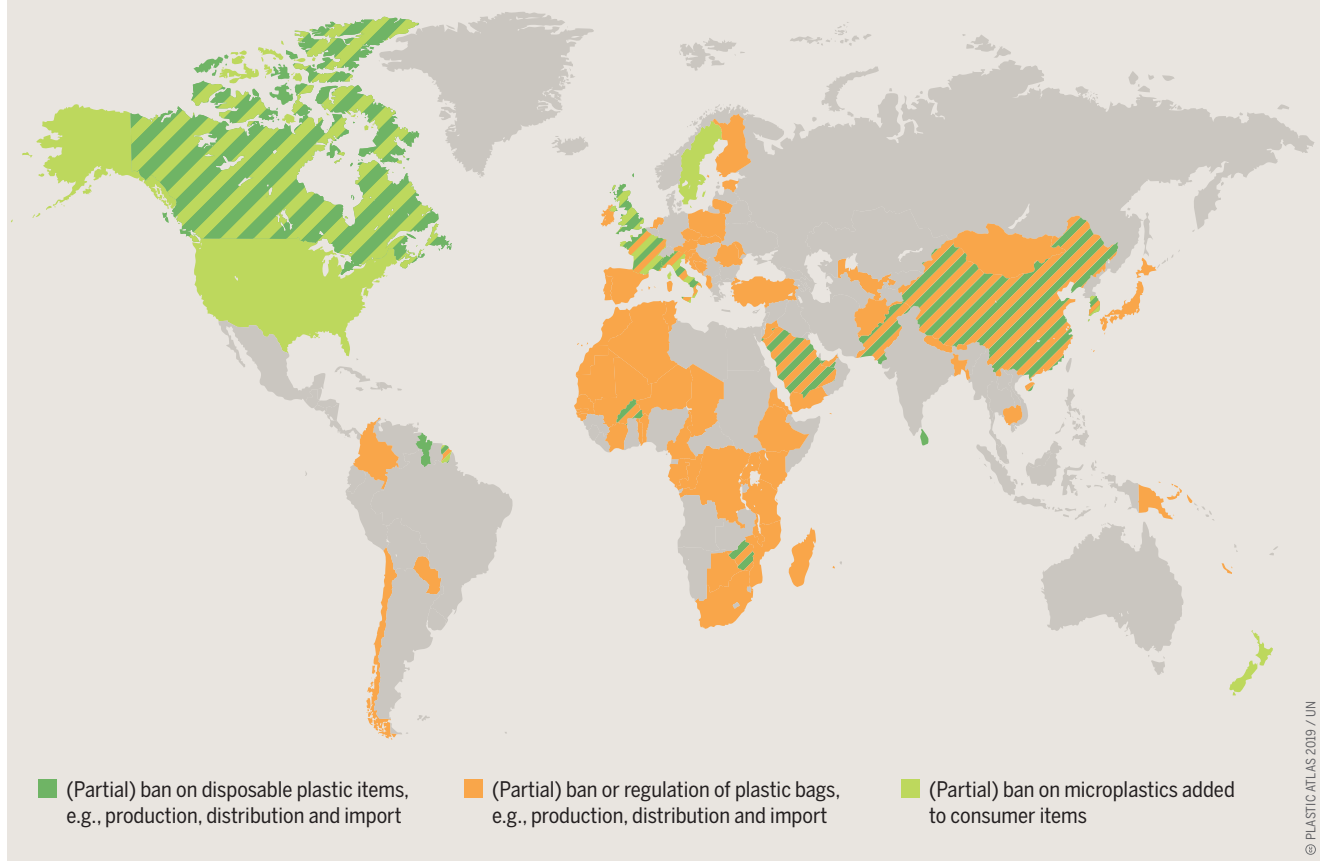 (Partial) ban on disposable plastic items,
e.g., production, distribution and import
(Partial) ban or regulation of plastic bags,
e.g., production, distribution and import
(Partial) ban on microplastics added
to consumer items
PLASTIC ATLAS 2019 / UN